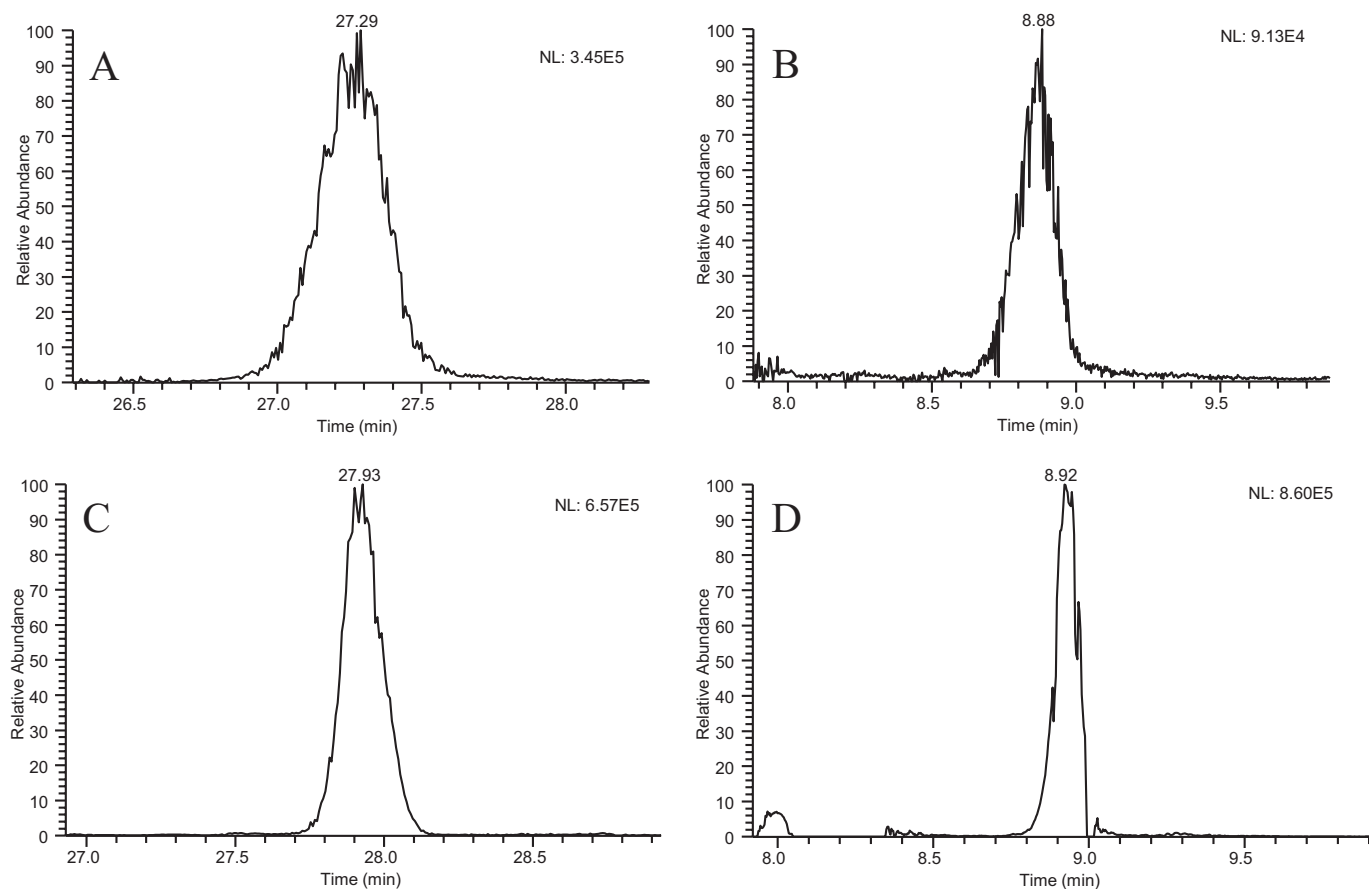 27.29
NL: 3.45E5
A
Relative Abundance
100
90
80
70
60
50
40
30
20
10
0
26.5 27.0 27.5 28.0
Time (min)
8.88
NL: 9.13E4
B
Relative Abundance
100
90
80
70
60
50
40
30
20
10
0
8.0 8.5 9.0 9.5
Time (min)
27.93
NL: 6.57E5
C
Relative Abundance
100
90
80
70
60
50
40
30
20
10
0
27.0 27.5 28.0 28.5
Time (min)
8.92
NL: 8.60E5
D
Relative Abundance
100
90
80
70
60
50
40
30
20
10
0
8.0 8.5 9.0 9.5
Time (min)